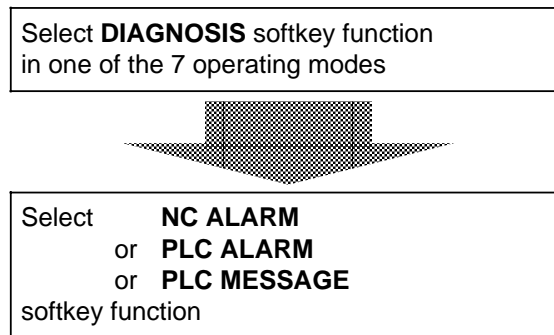 Select DIAGNOSIS softkey function
in one of the 7 operating modes
Select NC ALARM
or PLC ALARM
or PLC MESSAGE
softkey function